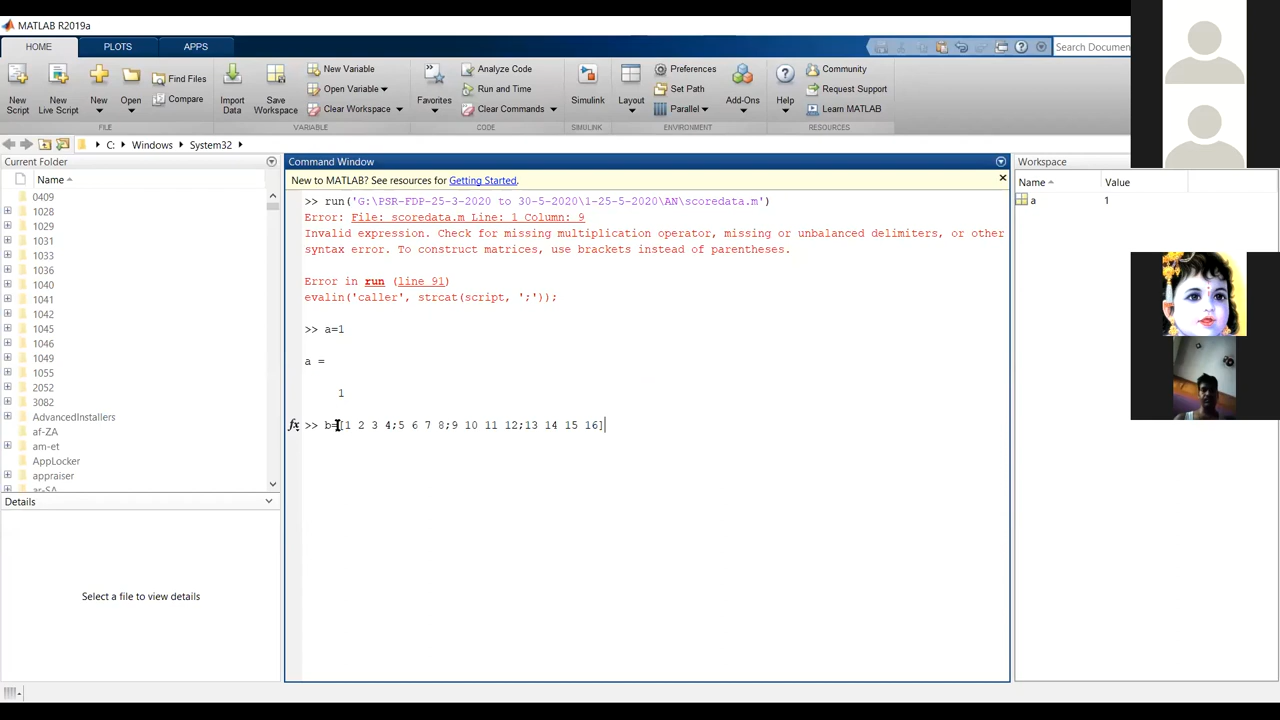 MATLAB R2019a
HOME PLOTS APPS
Search Documen
New Script
New Live Script
New
Open
Find Files
Compare
Import Data
Save Workspace
New Variable
Open Variable
Clear Workspace
Favorites
Analyze Code
Run and Time
Clear Commands
Simulink
Layout
Preferences
Set Path
Parallel
Add-Ons
Help
Community
Request Support
Learn MATLAB
FILE VARIABLE CODE SIMULINK ENVIRONMENT RESOURCES
C: Windows System32
Current Folder
Name
0409
1028
1029
1031
1036
1040
1041
1042
1045
1046
1049
1055
2052
3082
AdvancedInstallers
af-ZA
am-et
AppLocker
appraiser
ar-SA
Details
Select a file to view details
Command Window
New to MATLAB? See resources for Getting Started.
>> run('G:\PSR-FDP-25-3-2020 to 30-5-2020\1-25-5-2020\AN\scoredata.m')
Error: File: scoredata.m Line: 1 Column: 9
Invalid expression. Check for missing multiplication operator, missing or unbalanced delimiters, or other
syntax error. To construct matrices, use brackets instead of parentheses.
Error in run (line 91)
evalin('caller', strcat(script, ';'));
>> a=1
a =
1
fx >> b=[1 2 3 4;5 6 7 8;9 10 11 12;13 14 15 16]
Workspace
Name Value
a 1